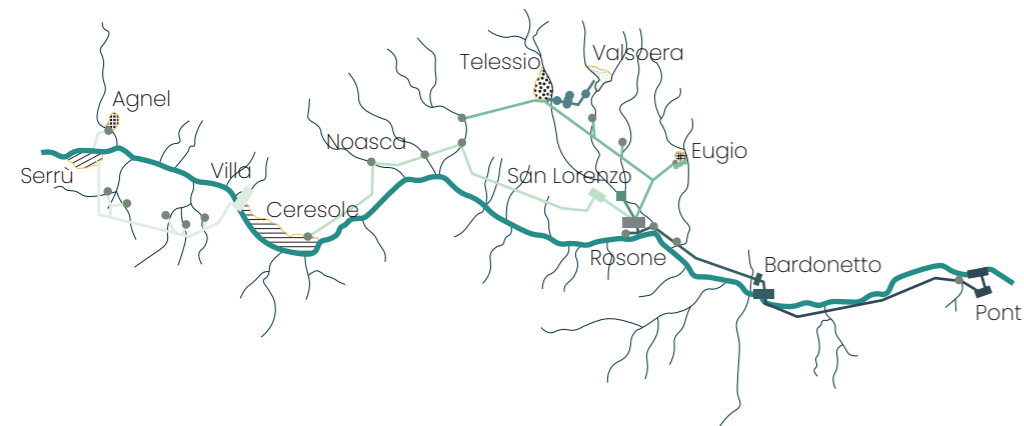 Valsoera
Telessio
Agnel
Noasca
Eugio
Serrù
Villa
San Lorenzo
Ceresole
Rosone
Bardonetto
Pont